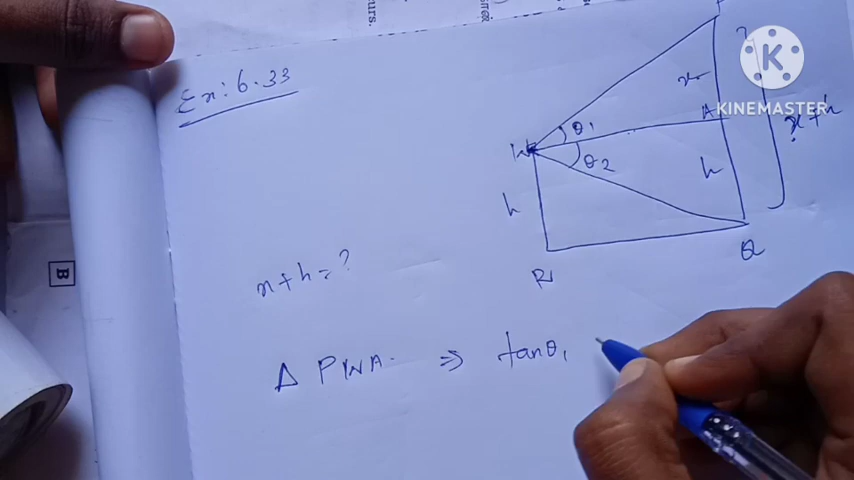 Ex: 6.33
x
A
x+h
θ1
W
θ2
h
h
R
Q
x+h=?
Δ PWA ⇒ tanθ1
B
K
KINEMASTER
?